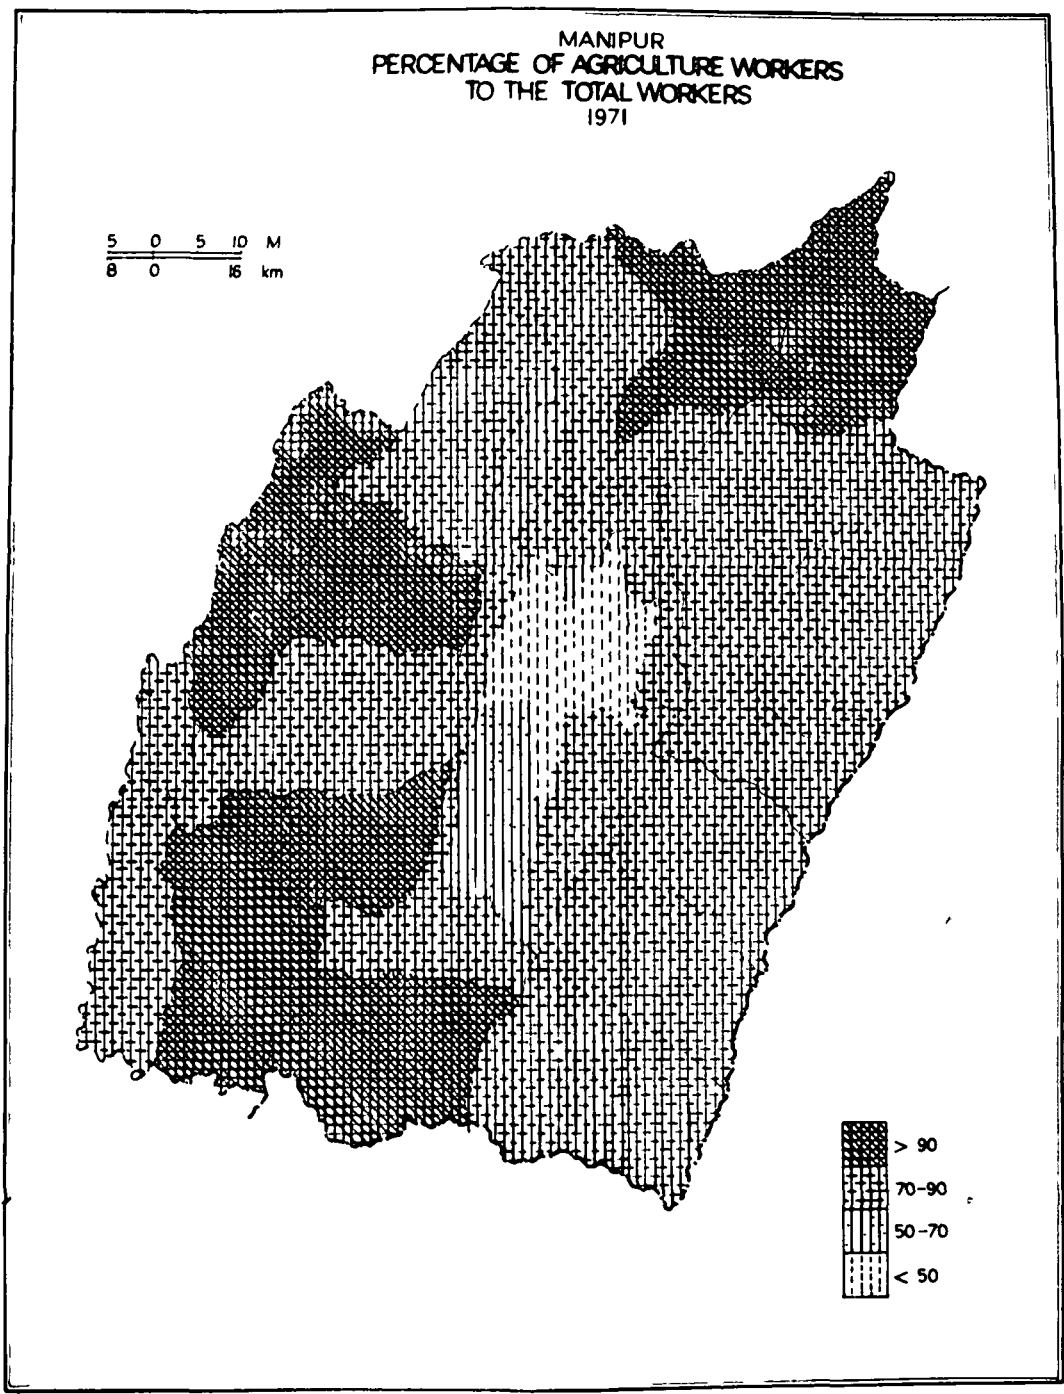 MANIPUR
PERCENTAGE OF AGRICULTURE WORKERS
TO THE TOTAL WORKERS
1971
5 0 5 10 M
8 0 16 km
> 90
70-90
50-70
< 50